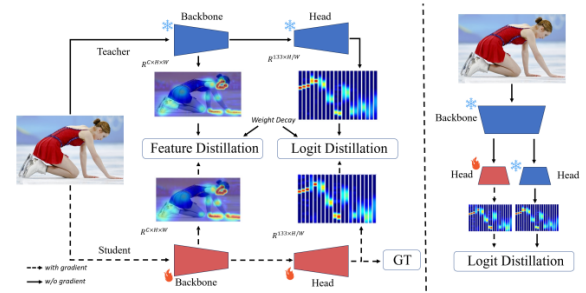 Backbone
Head
Teacher
R^{C×H×W}
R^{133×H/W}
Weight Decay
Feature Distillation
Logit Distillation
R^{C×H×W}
R^{133×H/W}
Student
GT
Backbone
Head
with gradient
w/o gradient
Backbone
Head
Head
Logit Distillation